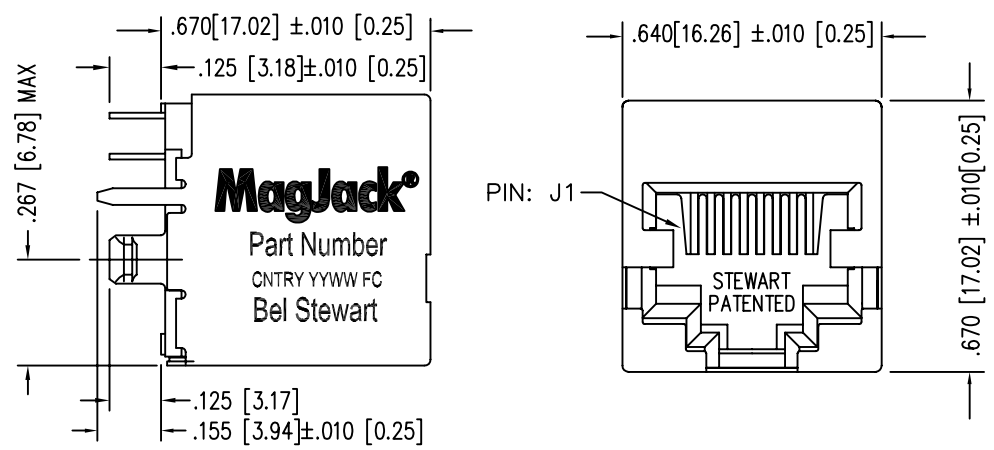 .670[17.02] ±.010 [0.25]
.125 [3.18]±.010 [0.25]
.267 [6.78] MAX
MagJack®
Part Number
CNTRY YYWW FC
Bel Stewart
.125 [3.17]
.155 [3.94]±.010 [0.25]
.640[16.26] ±.010 [0.25]
PIN: J1
STEWART
PATENTED
.670 [17.02] ±.010[0.25]